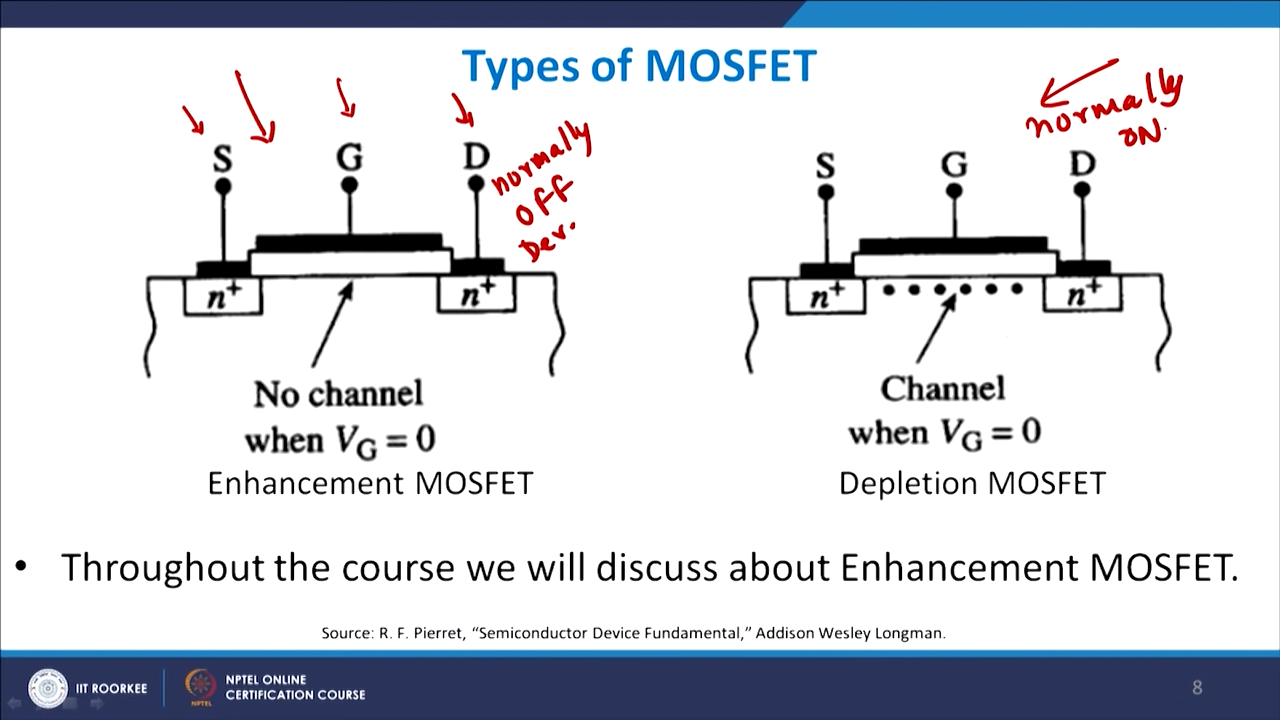 Types of MOSFET
normally
ON
S
G
D
normally
off
Dev.
S
G
D
n+
n+
n+
n+
No channel
when VG = 0
Channel
when VG = 0
Enhancement MOSFET
Depletion MOSFET
• Throughout the course we will discuss about Enhancement MOSFET.
Source: R. F. Pierret, “Semiconductor Device Fundamental,” Addison Wesley Longman.
IIT ROORKEE
NPTEL
NPTEL ONLINE
CERTIFICATION COURSE
8